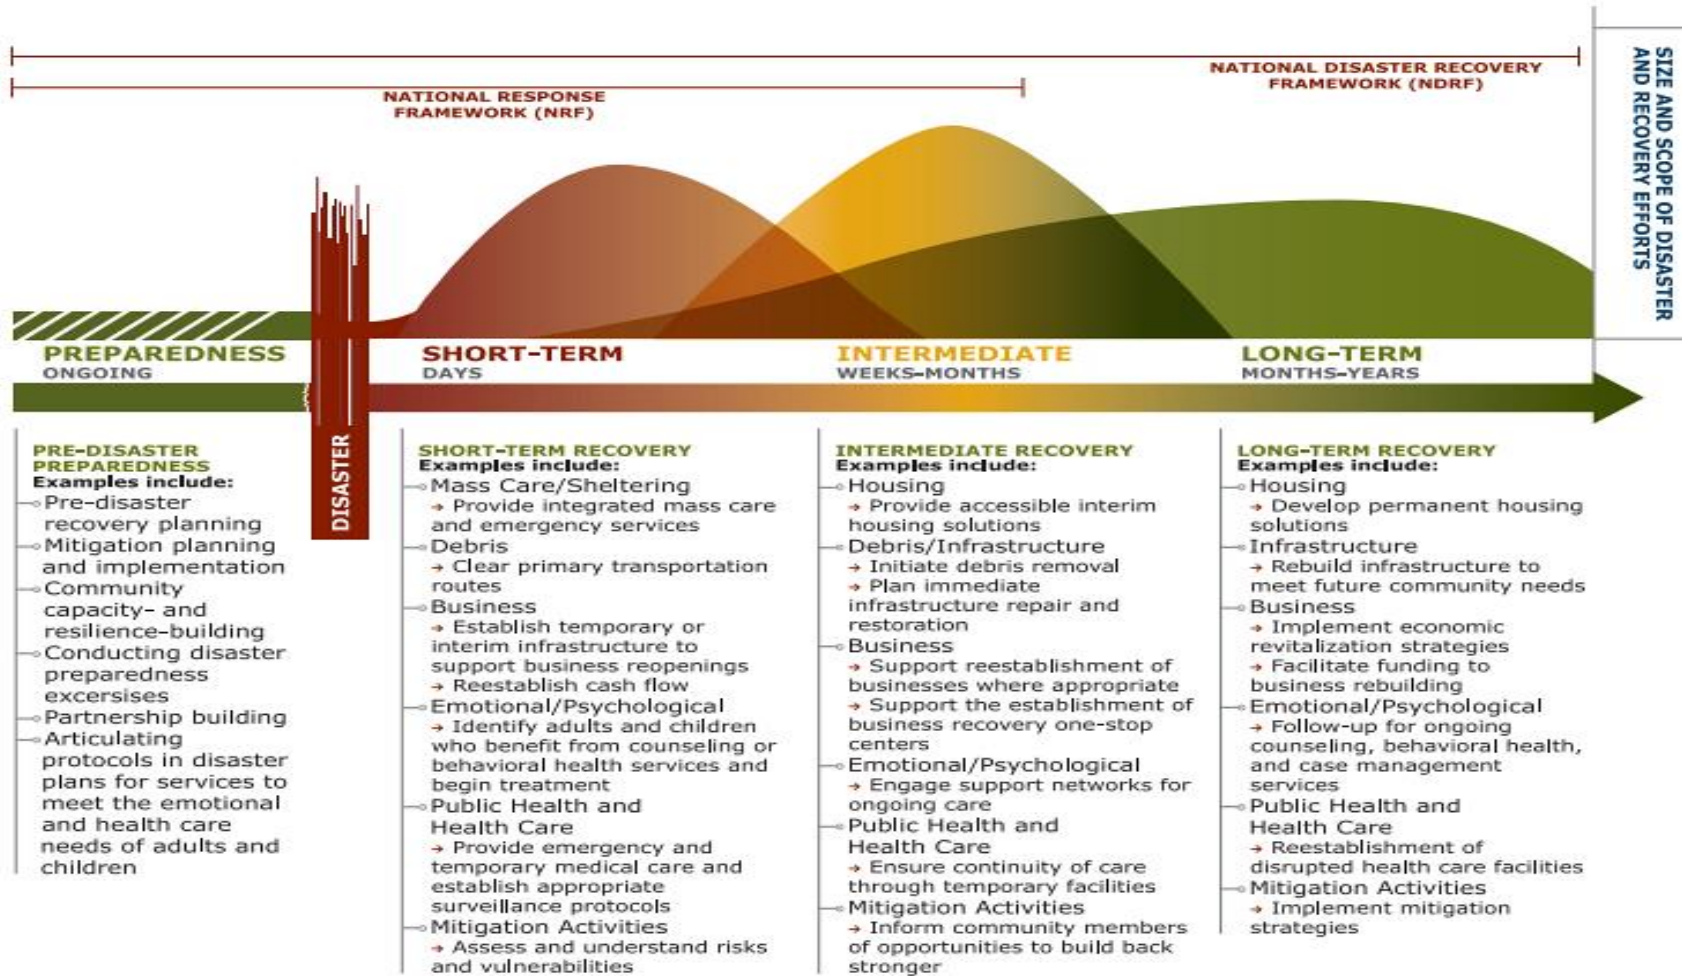 NATIONAL DISASTER RECOVERY
FRAMEWORK (NDRF)
NATIONAL RESPONSE
FRAMEWORK (NRF)
SIZE AND SCOPE OF DISASTER
AND RECOVERY EFFORTS
PREPAREDNESS
ONGOING
SHORT-TERM
DAYS
INTERMEDIATE
WEEKS-MONTHS
LONG-TERM
MONTHS-YEARS
DISASTER
PRE-DISASTER
PREPAREDNESS
Examples include:
Pre-disaster
recovery planning
Mitigation planning
and implementation
Community
capacity- and
resilience-building
Conducting disaster
preparedness
excersises
Partnership building
Articulating
protocols in disaster
plans for services to
meet the emotional
and health care
needs of adults and
children
SHORT-TERM RECOVERY
Examples include:
Mass Care/Sheltering
→ Provide integrated mass care
and emergency services
Debris
→ Clear primary transportation
routes
Business
→ Establish temporary or
interim infrastructure to
support business reopenings
→ Reestablish cash flow
Emotional/Psychological
→ Identify adults and children
who benefit from counseling or
behavioral health services and
begin treatment
Public Health and
Health Care
→ Provide emergency and
temporary medical care and
establish appropriate
surveillance protocols
Mitigation Activities
→ Assess and understand risks
and vulnerabilities
INTERMEDIATE RECOVERY
Examples include:
Housing
→ Provide accessible interim
housing solutions
Debris/Infrastructure
→ Initiate debris removal
→ Plan immediate
infrastructure repair and
restoration
Business
→ Support reestablishment of
businesses where appropriate
→ Support the establishment of
business recovery one-stop
centers
Emotional/Psychological
→ Engage support networks for
ongoing care
Public Health and
Health Care
→ Ensure continuity of care
through temporary facilities
Mitigation Activities
→ Inform community members
of opportunities to build back
stronger
LONG-TERM RECOVERY
Examples include:
Housing
→ Develop permanent housing
solutions
Infrastructure
→ Rebuild infrastructure to
meet future community needs
Business
→ Implement economic
revitalization strategies
→ Facilitate funding to
business rebuilding
Emotional/Psychological
→ Follow-up for ongoing
counseling, behavioral health,
and case management
services
Public Health and
Health Care
→ Reestablishment of
disrupted health care facilities
Mitigation Activities
→ Implement mitigation
strategies